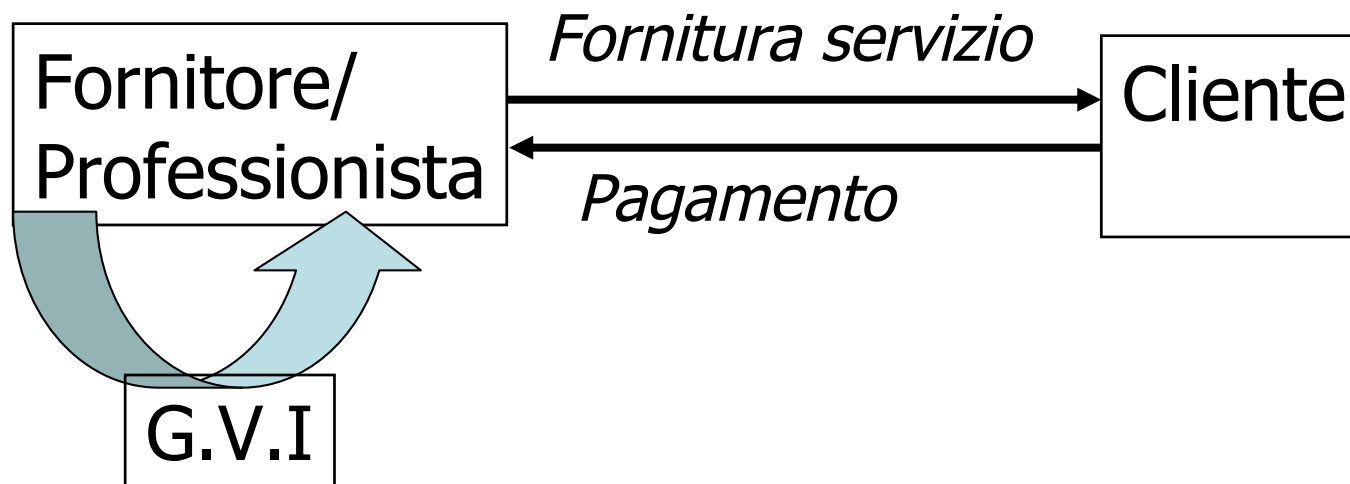 Fornitore/
Professionista
Fornitura servizio
Pagamento
Cliente
G.V.I